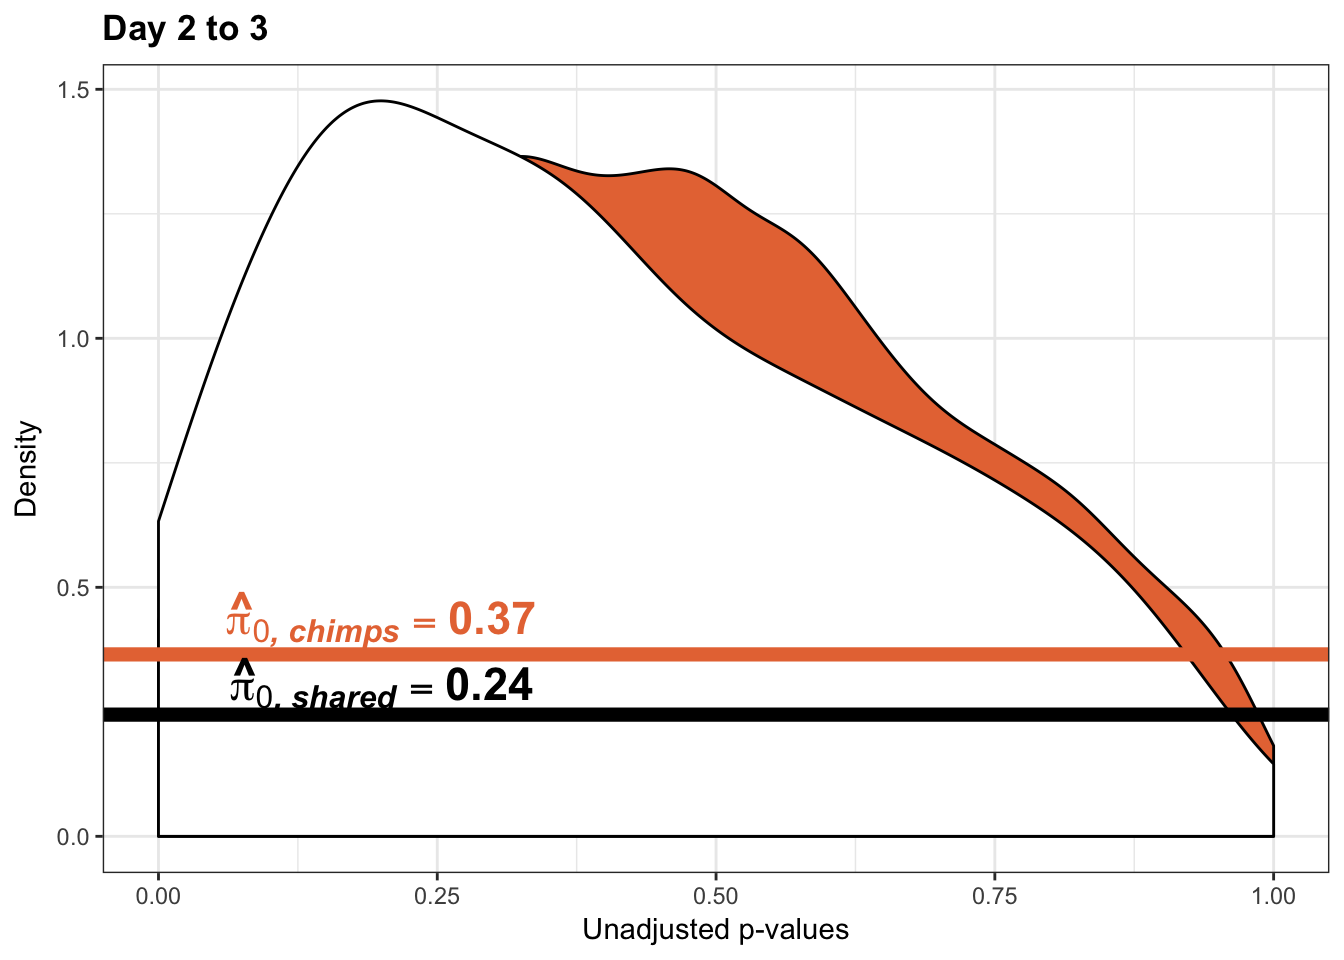 Day 2 to 3
1.5
1.0
0.5
0.0
Density
π̂0, chimps = 0.37
π̂0, shared = 0.24
0.00 0.25 0.50 0.75 1.00
Unadjusted p-values